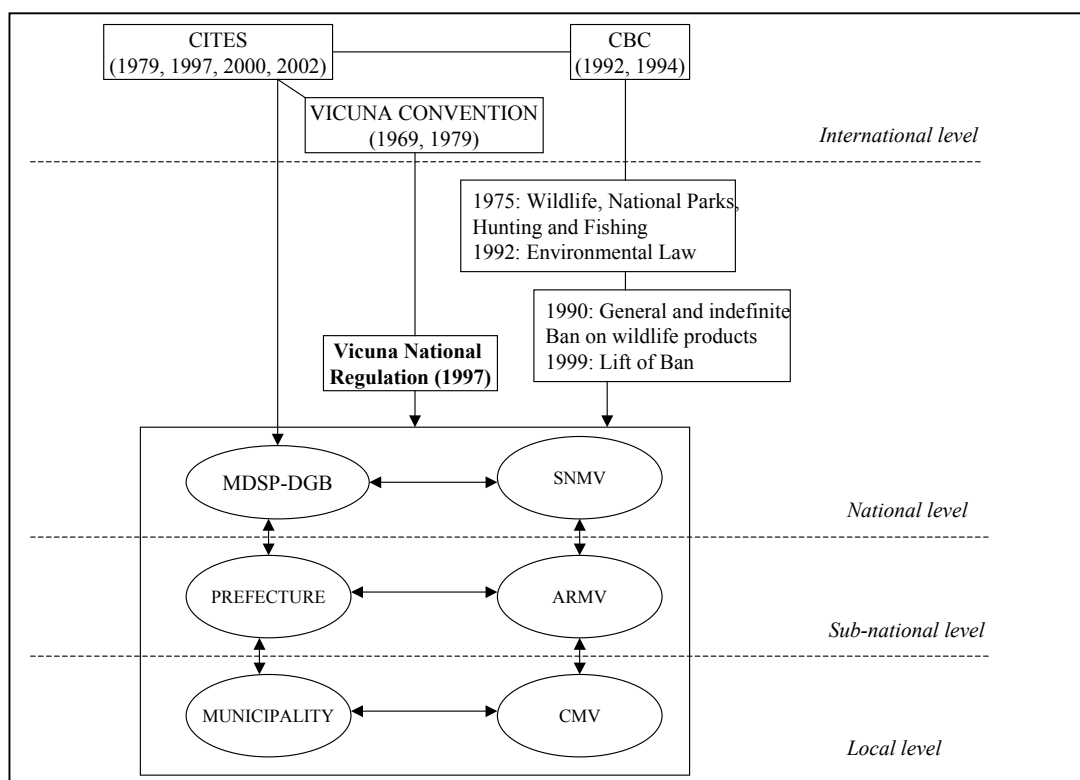 CITES
(1979, 1997, 2000, 2002)
CBC
(1992, 1994)
VICUNA CONVENTION
(1969, 1979)
International level
1975: Wildlife, National Parks,
Hunting and Fishing
1992: Environmental Law
1990: General and indefinite
Ban on wildlife products
1999: Lift of Ban
Vicuna National
Regulation (1997)
MDSP-DGB
SNMV
National level
PREFECTURE
ARMV
Sub-national level
MUNICIPALITY
CMV
Local level